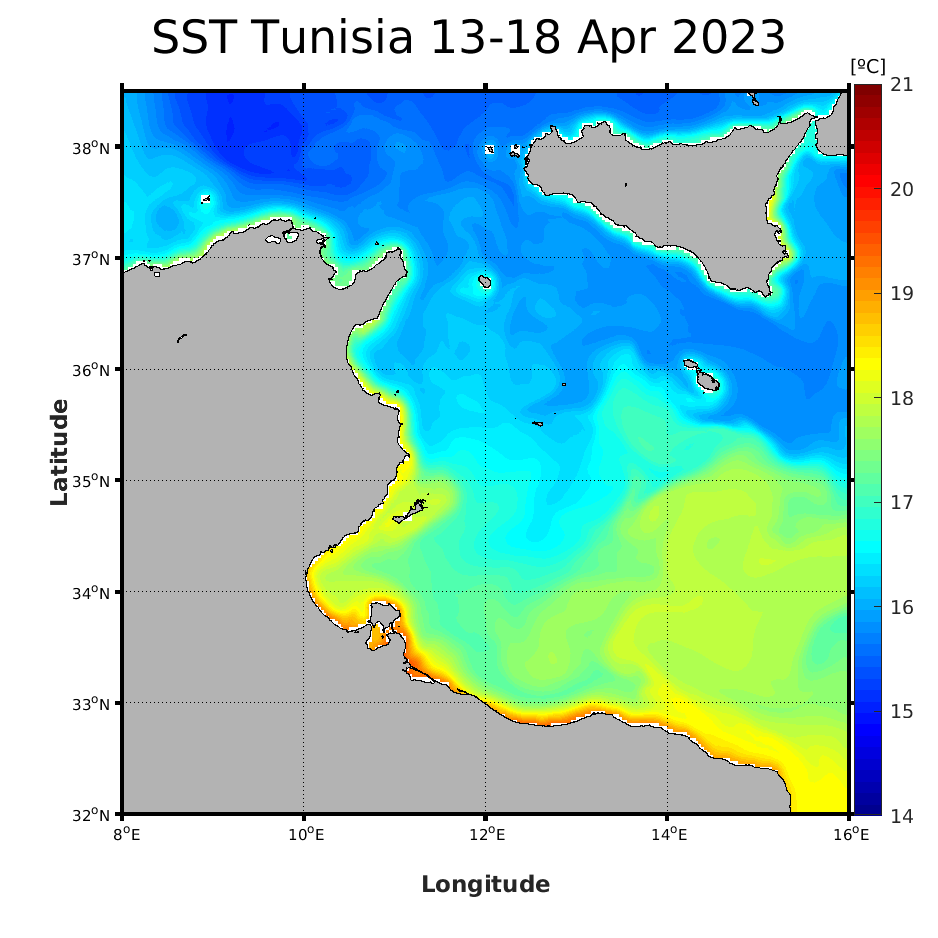 SST Tunisia 13-18 Apr 2023
[ºC]
21
20
19
18
17
16
15
14
Latitude
38ºN
37ºN
36ºN
35ºN
34ºN
33ºN
32ºN
8ºE 10ºE 12ºE 14ºE 16ºE
Longitude